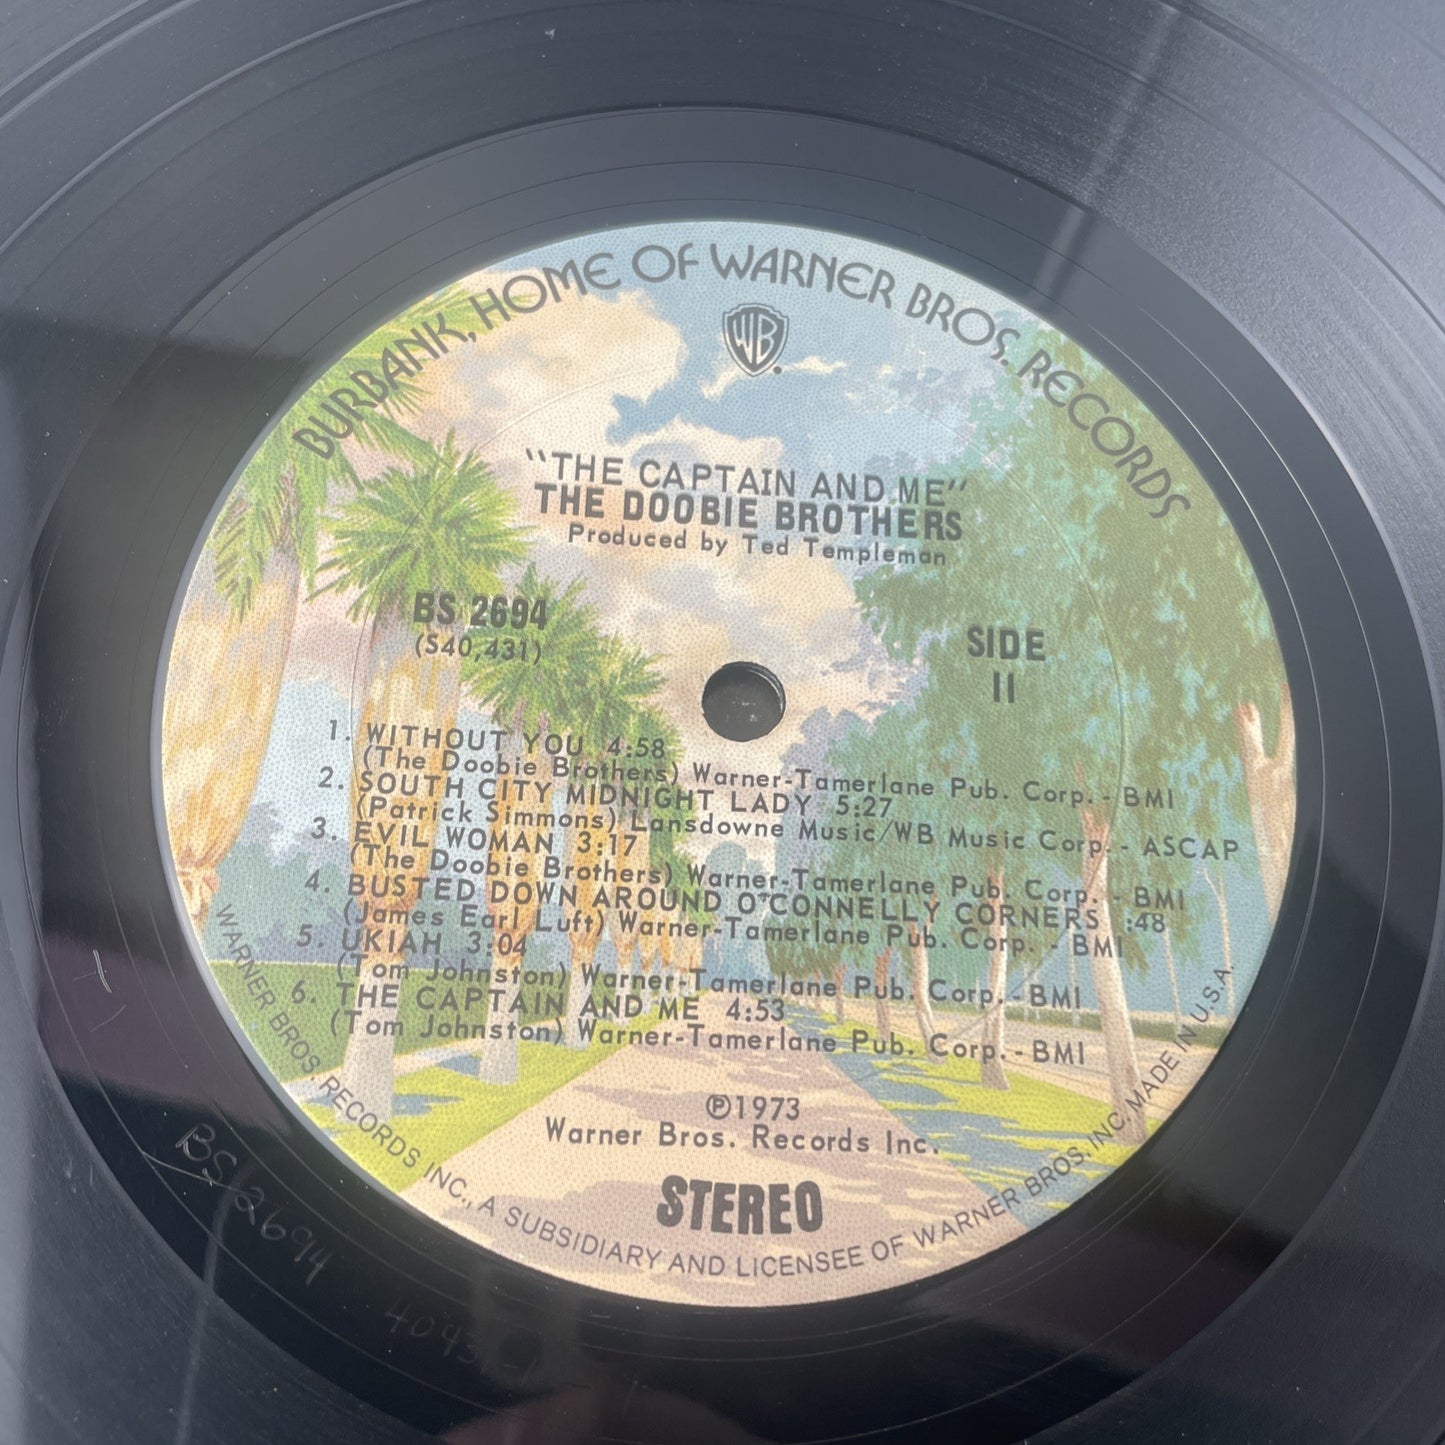 BURBANK, HOME OF WARNER BROS. RECORDS
WB
"THE CAPTAIN AND ME"
THE DOOBIE BROTHERS
Produced by Ted Templeman
BS 2694
(S40,431)
SIDE
II
1. WITHOUT YOU 4:58
(The Doobie Brothers) Warner-Tamerlane Pub. Corp. - BMI
2. SOUTH CITY MIDNIGHT LADY 5:27
(Patrick Simmons) Lansdowne Music/WB Music Corp. - ASCAP
3. EVIL WOMAN 3:17
(The Doobie Brothers) Warner-Tamerlane Pub. Corp. - BMI
4. BUSTED DOWN AROUND O'CONNELLY CORNERS :48
(James Earl Luft) Warner-Tamerlane Pub. Corp. - BMI
5. UKIAH 3:04
(Tom Johnston) Warner-Tamerlane Pub. Corp. - BMI
6. THE CAPTAIN AND ME 4:53
(Tom Johnston) Warner-Tamerlane Pub. Corp. - BMI
℗1973
Warner Bros. Records Inc.
STEREO
WARNER BROS. RECORDS INC., A SUBSIDIARY AND LICENSEE OF WARNER BROS. INC. MADE IN U.S.A.
BS 2694